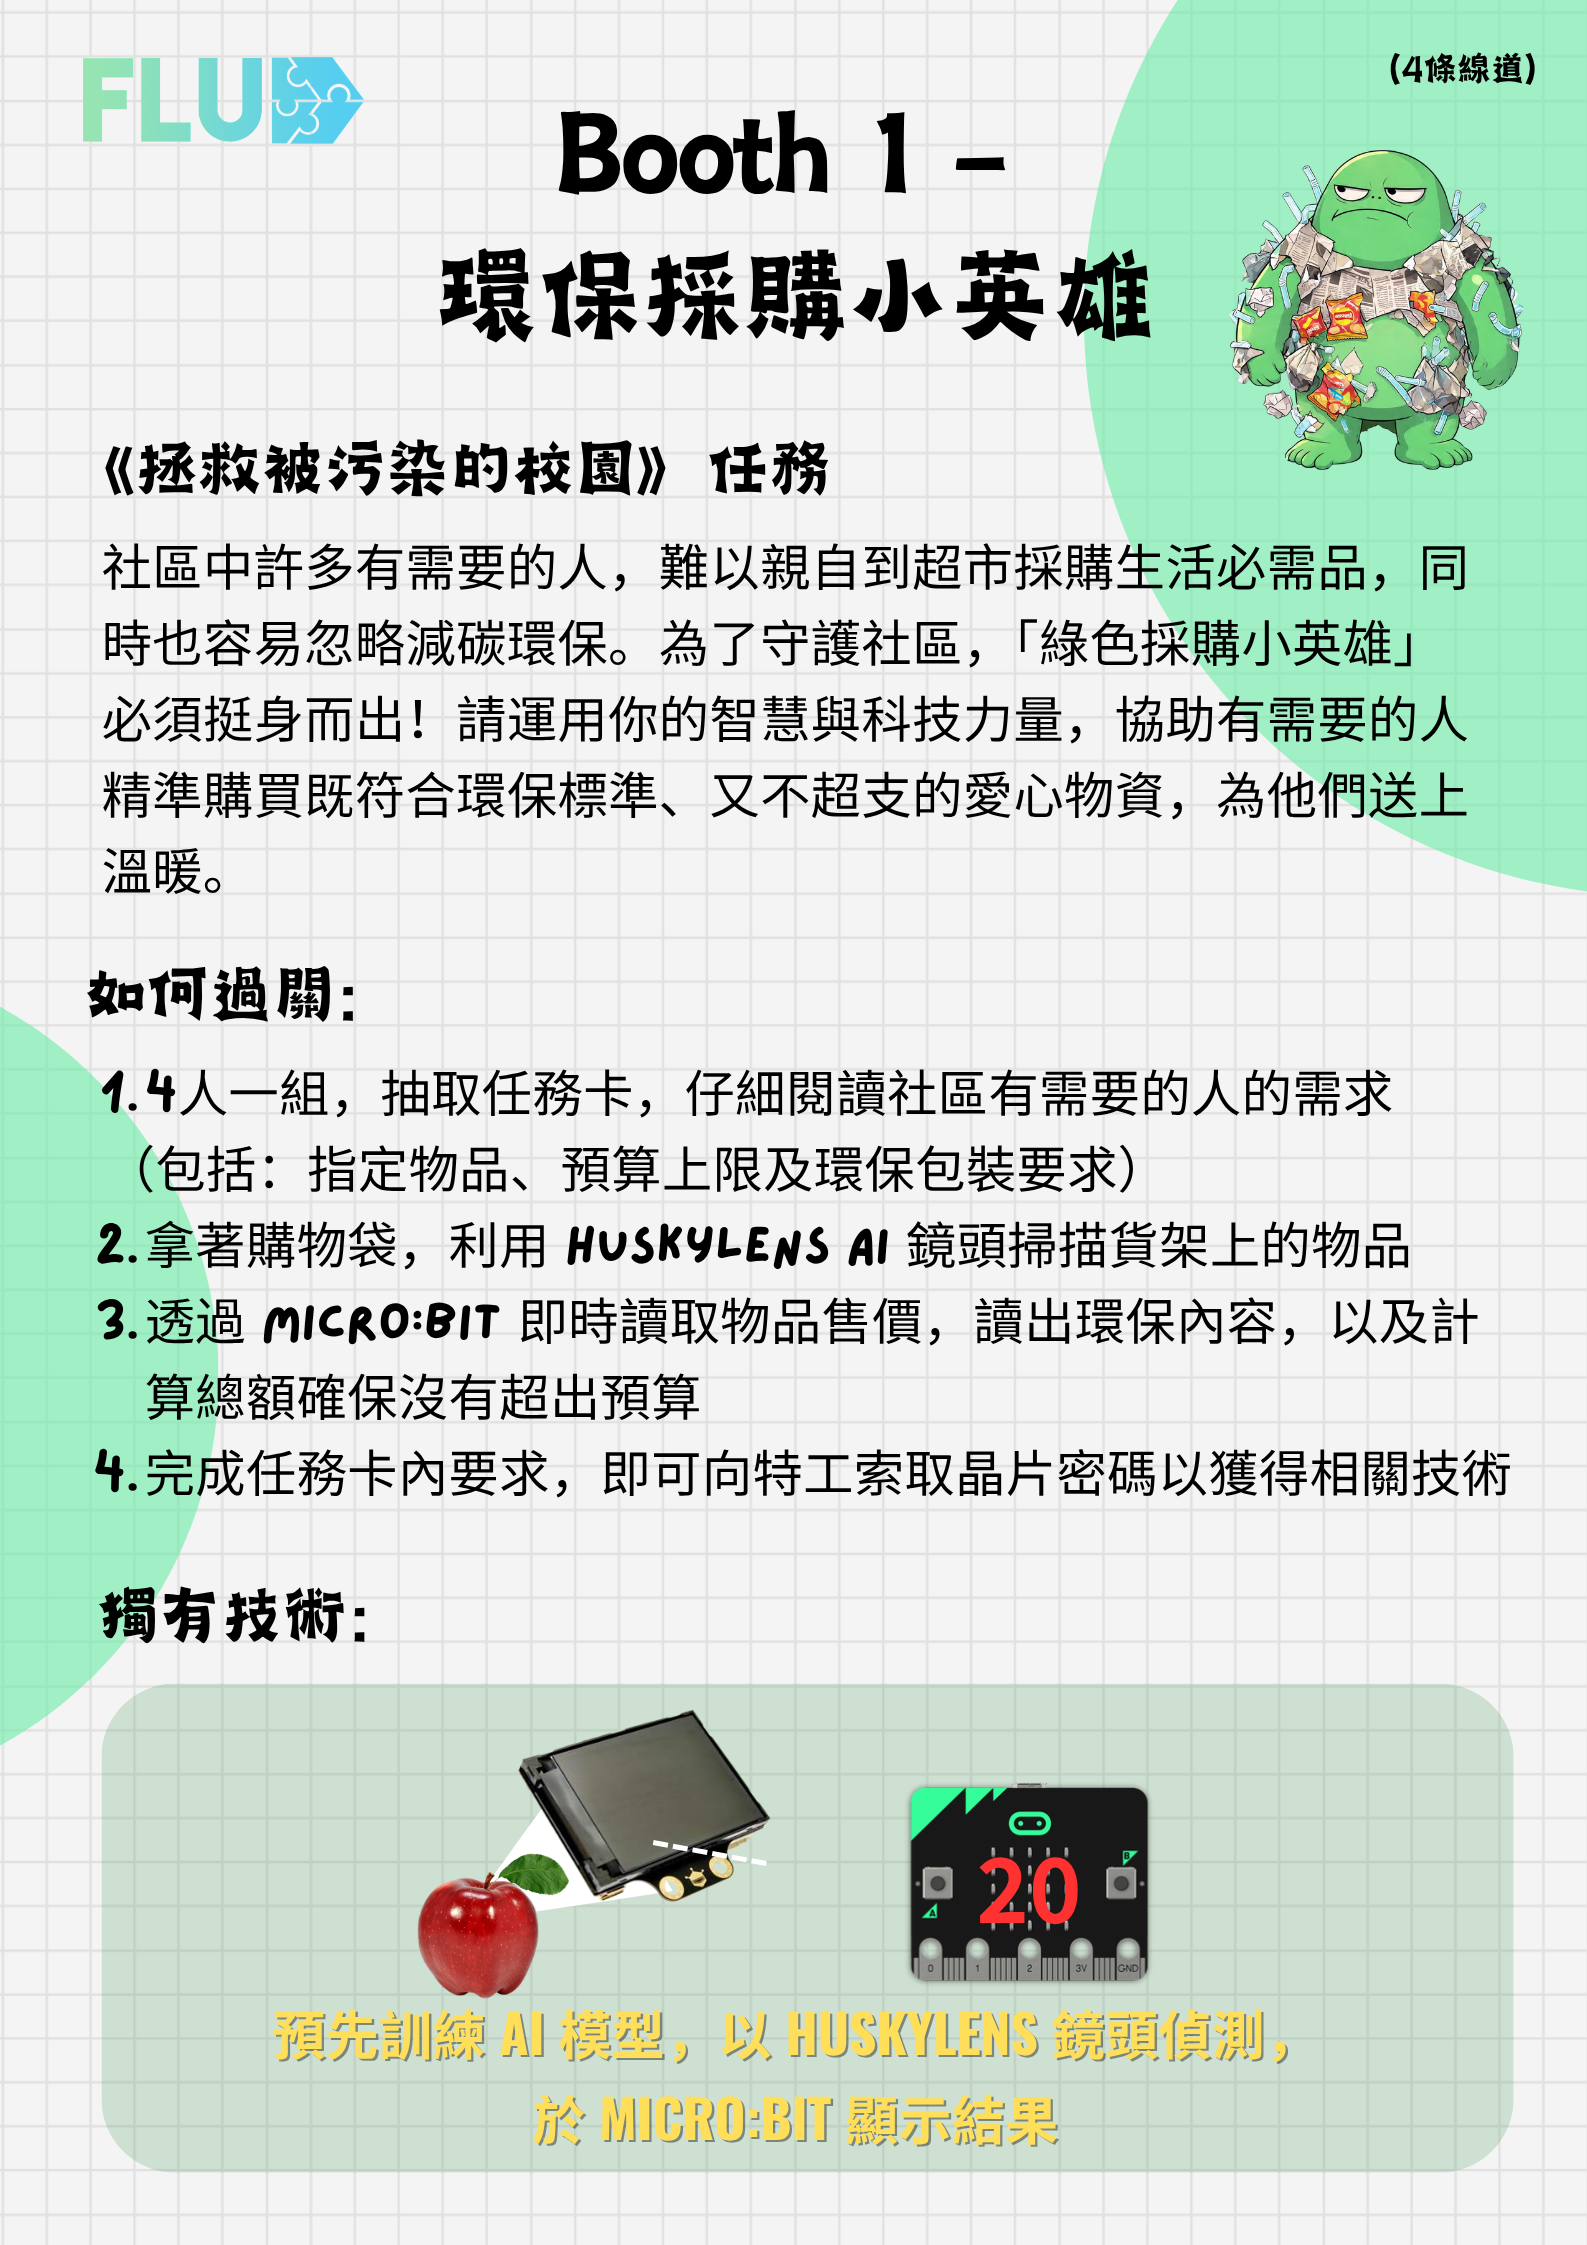 FLUX
(4條線道)
Booth 1 –
環保採購小英雄
《拯救被污染的校園》 任務
社區中許多有需要的人，難以親自到超市採購生活必需品，同
時也容易忽略減碳環保。為了守護社區，「綠色採購小英雄」
必須挺身而出！請運用你的智慧與科技力量，協助有需要的人
精準購買既符合環保標準、又不超支的愛心物資，為他們送上
溫暖。
如何過關：
1.4人一組，抽取任務卡，仔細閱讀社區有需要的人的需求
（包括：指定物品、預算上限及環保包裝要求）
2.拿著購物袋，利用 HUSKYLENS AI 鏡頭掃描貨架上的物品
3.透過 MICRO:BIT 即時讀取物品售價，讀出環保內容，以及計
算總額確保沒有超出預算
4.完成任務卡內要求，即可向特工索取晶片密碼以獲得相關技術
獨有技術：
20
A
B
0 1 2 3V GND
預先訓練 AI 模型，以 HUSKYLENS 鏡頭偵測，
於 MICRO:BIT 顯示結果